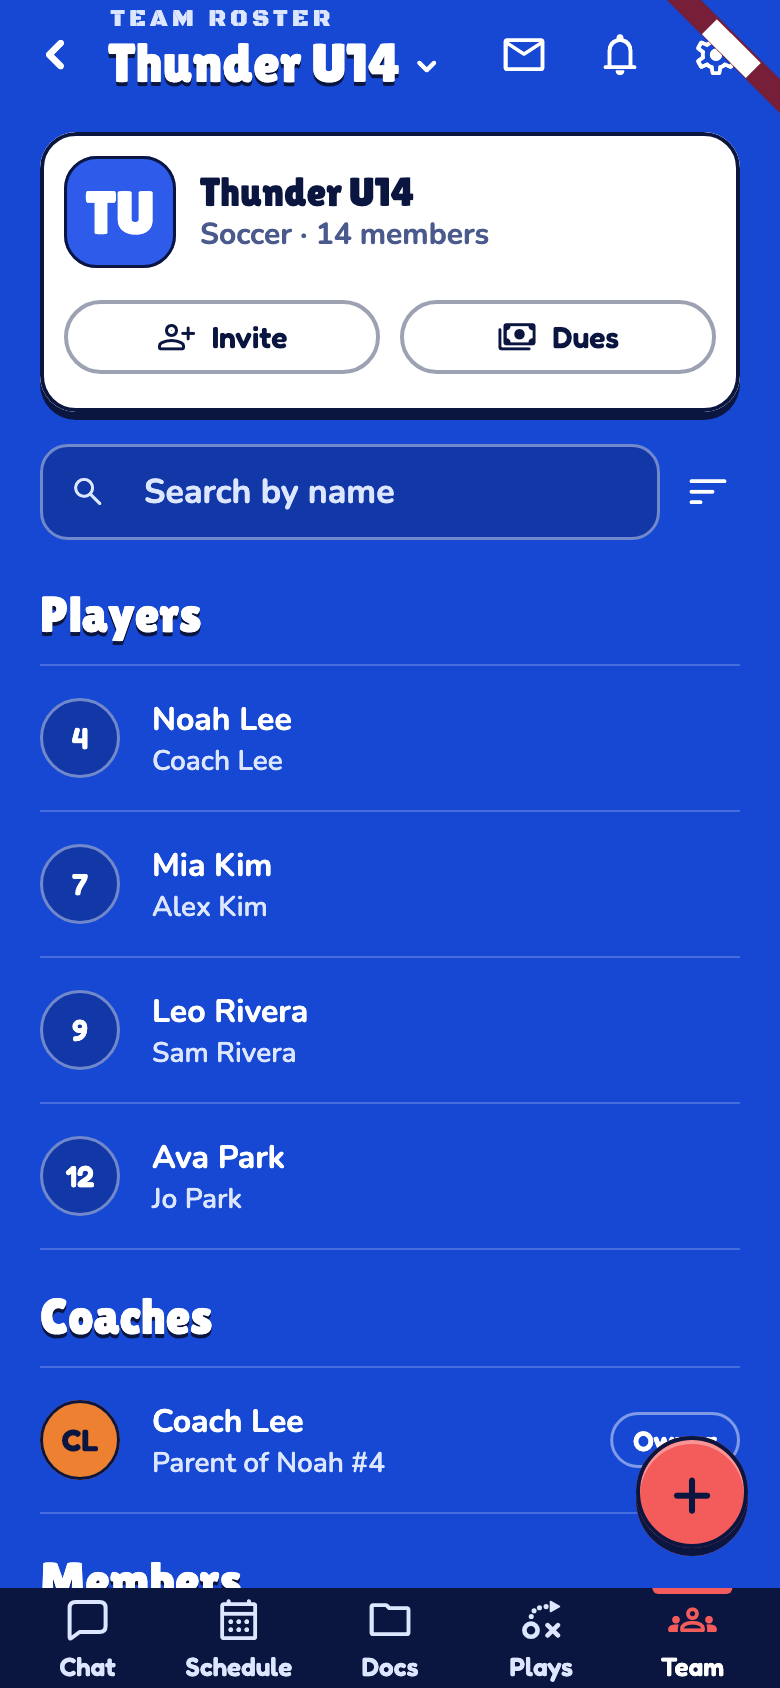 TEAM ROSTER
Thunder U14
TU
Thunder U14
Soccer · 14 members
Invite
Dues
Search by name
Players
4
Noah Lee
Coach Lee
7
Mia Kim
Alex Kim
9
Leo Rivera
Sam Rivera
12
Ava Park
Jo Park
Coaches
CL
Coach Lee
Parent of Noah #4
Members
Chat
Schedule
Docs
Plays
Team